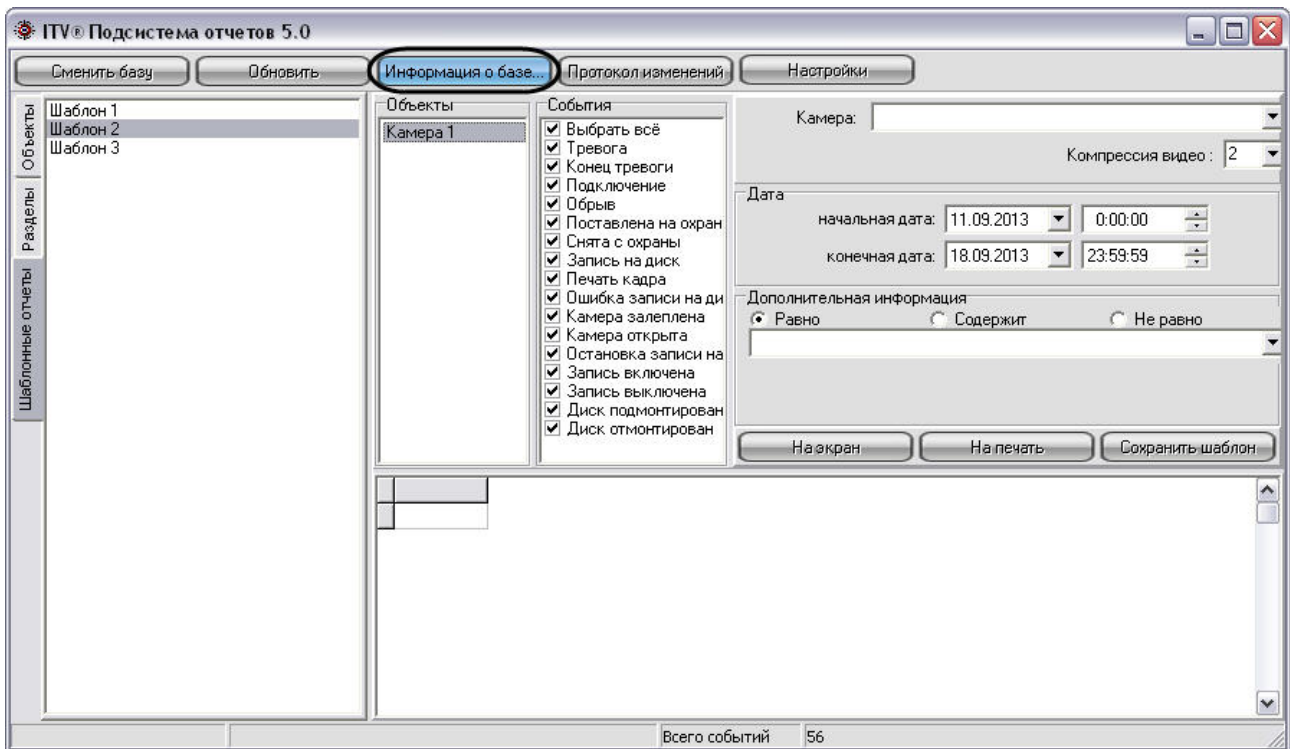 ITV® Подсистема отчетов 5.0
Сменить базу
Обновить
Информация о базе...
Протокол изменений
Настройки
Объекты
Разделы
Шаблонные отчеты
Шаблон 1
Шаблон 2
Шаблон 3
Объекты
Камера 1
События
Выбрать всё
Тревога
Конец тревоги
Подключение
Обрыв
Поставлена на охран
Снята с охраны
Запись на диск
Печать кадра
Ошибка записи на ди
Камера залеплена
Камера открыта
Остановка записи на
Запись включена
Запись выключена
Диск подмонтирован
Диск отмонтирован
Камера:
Компрессия видео : 2
Дата
начальная дата: 11.09.2013 0:00:00
конечная дата: 18.09.2013 23:59:59
Дополнительная информация
Равно Содержит Не равно
На экран
На печать
Сохранить шаблон
Всего событий 56